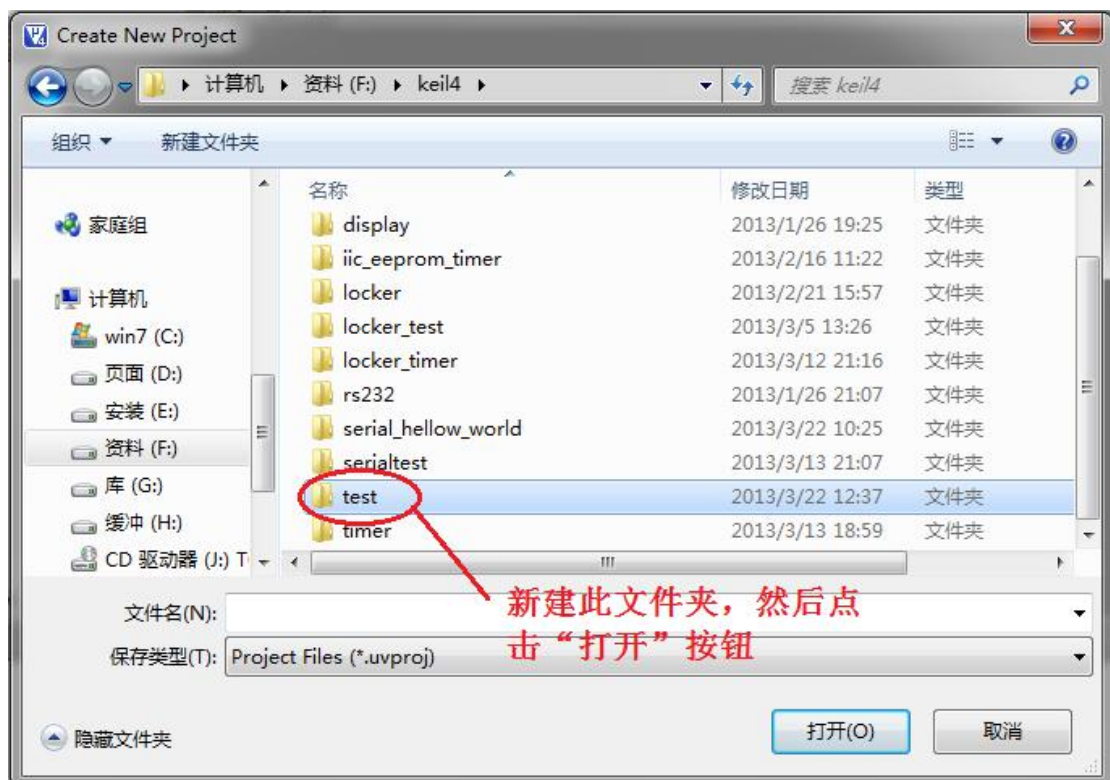 Create New Project
计算机 ▸ 资料 (F:) ▸ keil4 ▸
搜索 keil4
组织 ▼ 新建文件夹
名称 修改日期 类型
家庭组
计算机
win7 (C:)
页面 (D:)
安装 (E:)
资料 (F:)
库 (G:)
缓冲 (H:)
CD 驱动器 (J:) T
display 2013/1/26 19:25 文件夹
iic_eeprom_timer 2013/2/16 11:22 文件夹
locker 2013/2/21 15:57 文件夹
locker_test 2013/3/5 13:26 文件夹
locker_timer 2013/3/12 21:16 文件夹
rs232 2013/1/26 21:07 文件夹
serial_hellow_world 2013/3/22 10:25 文件夹
serialtest 2013/3/13 21:07 文件夹
test 2013/3/22 12:37 文件夹
timer 2013/3/13 18:59 文件夹
新建此文件夹，然后点
击“打开”按钮
文件名(N):
保存类型(T): Project Files (*.uvproj)
隐藏文件夹
打开(O) 取消